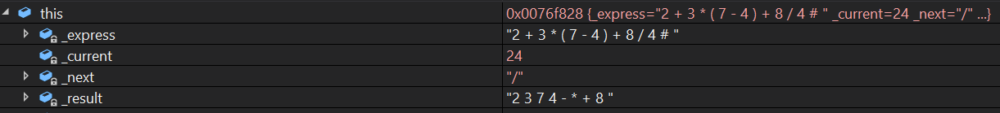 this 0x0076f828 {_express="2 + 3 * ( 7 - 4 ) + 8 / 4 # " _current=24 _next="/" ...}
_express "2 + 3 * ( 7 - 4 ) + 8 / 4 # "
_current 24
_next "/"
_result "2 3 7 4 - * + 8 "